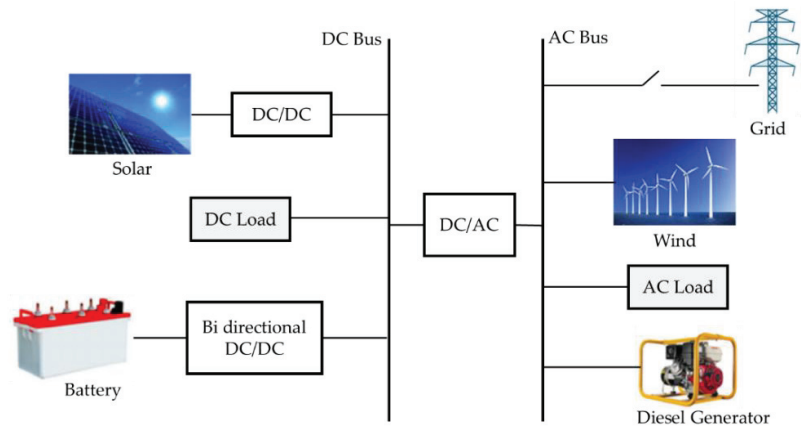 DC Bus
AC Bus
DC/DC
Solar
Grid
DC Load
DC/AC
Wind
AC Load
Bi directional
DC/DC
Battery
Diesel Generator